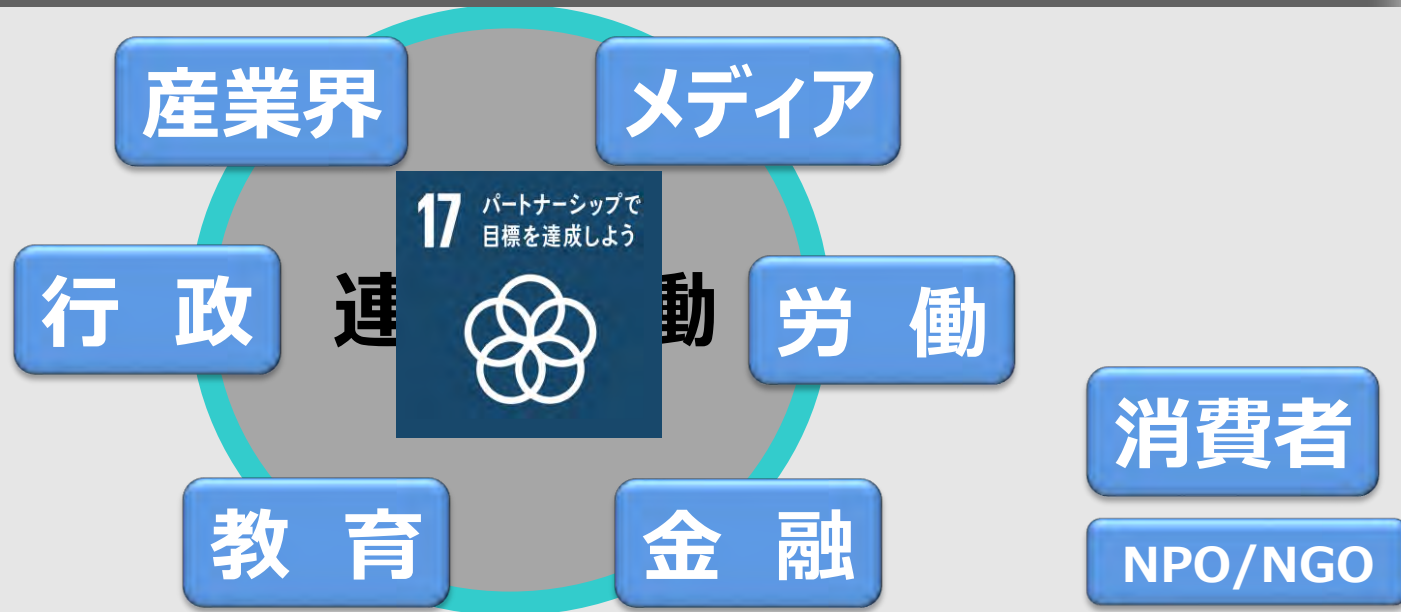 産業界
メディア
17 パートナーシップで
目標を達成しよう
行 政
連
動
労 働
消費者
教 育
金 融
NPO/NGO